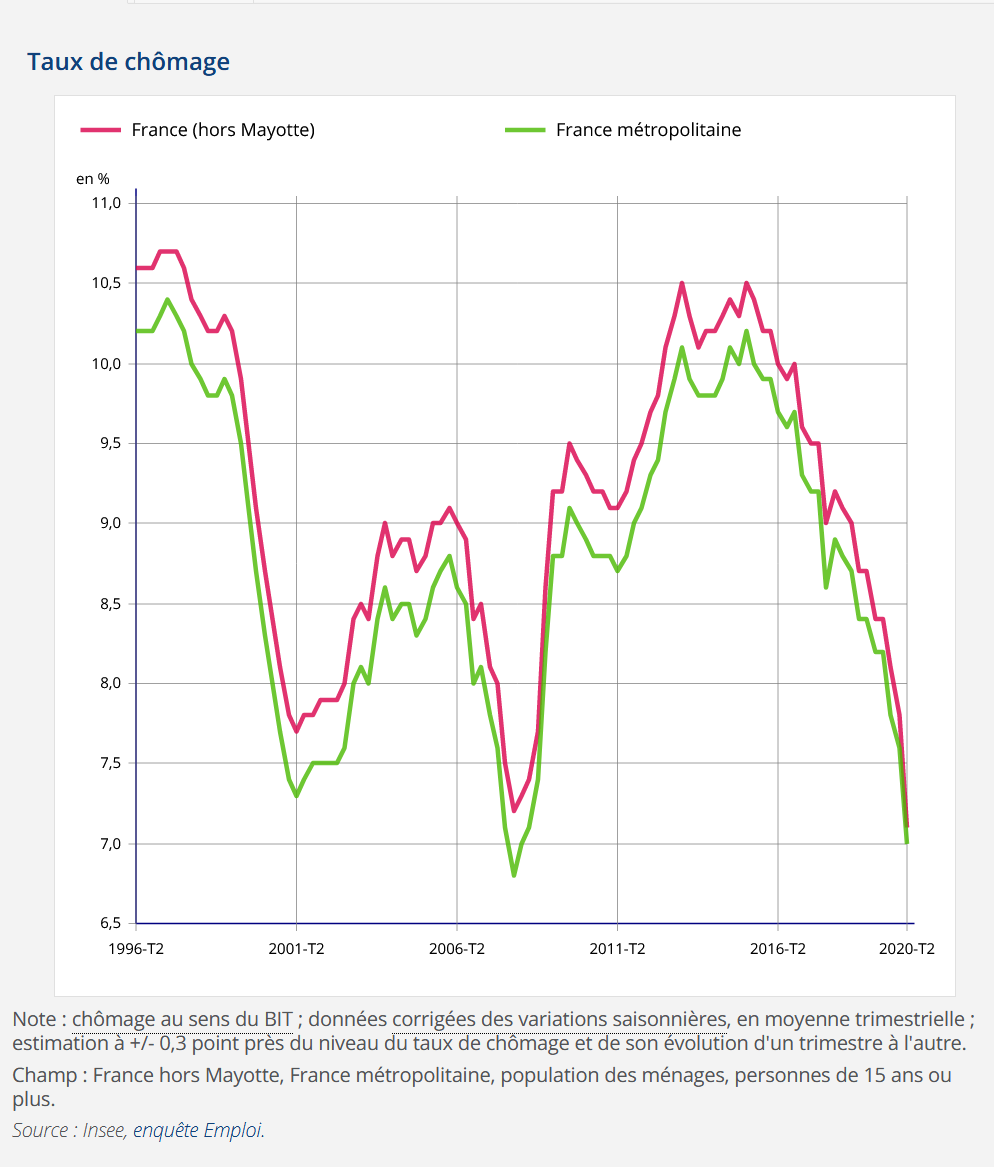 Taux de chômage
France (hors Mayotte)
France métropolitaine
en %
11,0
10,5
10,0
9,5
9,0
8,5
8,0
7,5
7,0
6,5
1996-T2
2001-T2
2006-T2
2011-T2
2016-T2
2020-T2
Note : chômage au sens du BIT ; données corrigées des variations saisonnières, en moyenne trimestrielle ;
estimation à +/- 0,3 point près du niveau du taux de chômage et de son évolution d'un trimestre à l'autre.
Champ : France hors Mayotte, France métropolitaine, population des ménages, personnes de 15 ans ou
plus.
Source : Insee, enquête Emploi.